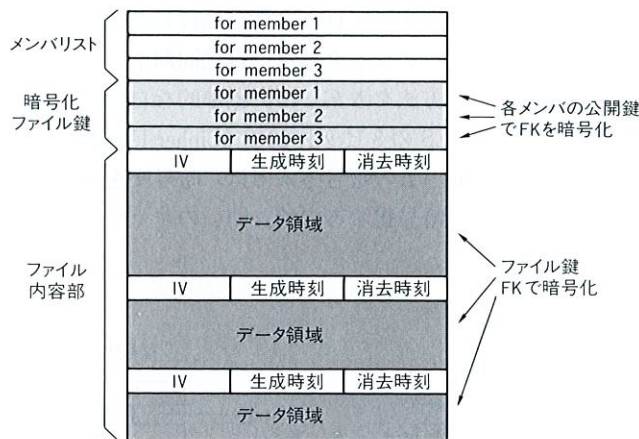 メンバリスト
for member 1
for member 2
for member 3
暗号化
ファイル鍵
for member 1
for member 2
for member 3
各メンバの公開鍵
でFKを暗号化
ファイル
内容部
IV 生成時刻 消去時刻
データ領域
IV 生成時刻 消去時刻
データ領域
IV 生成時刻 消去時刻
データ領域
ファイル鍵
FKで暗号化